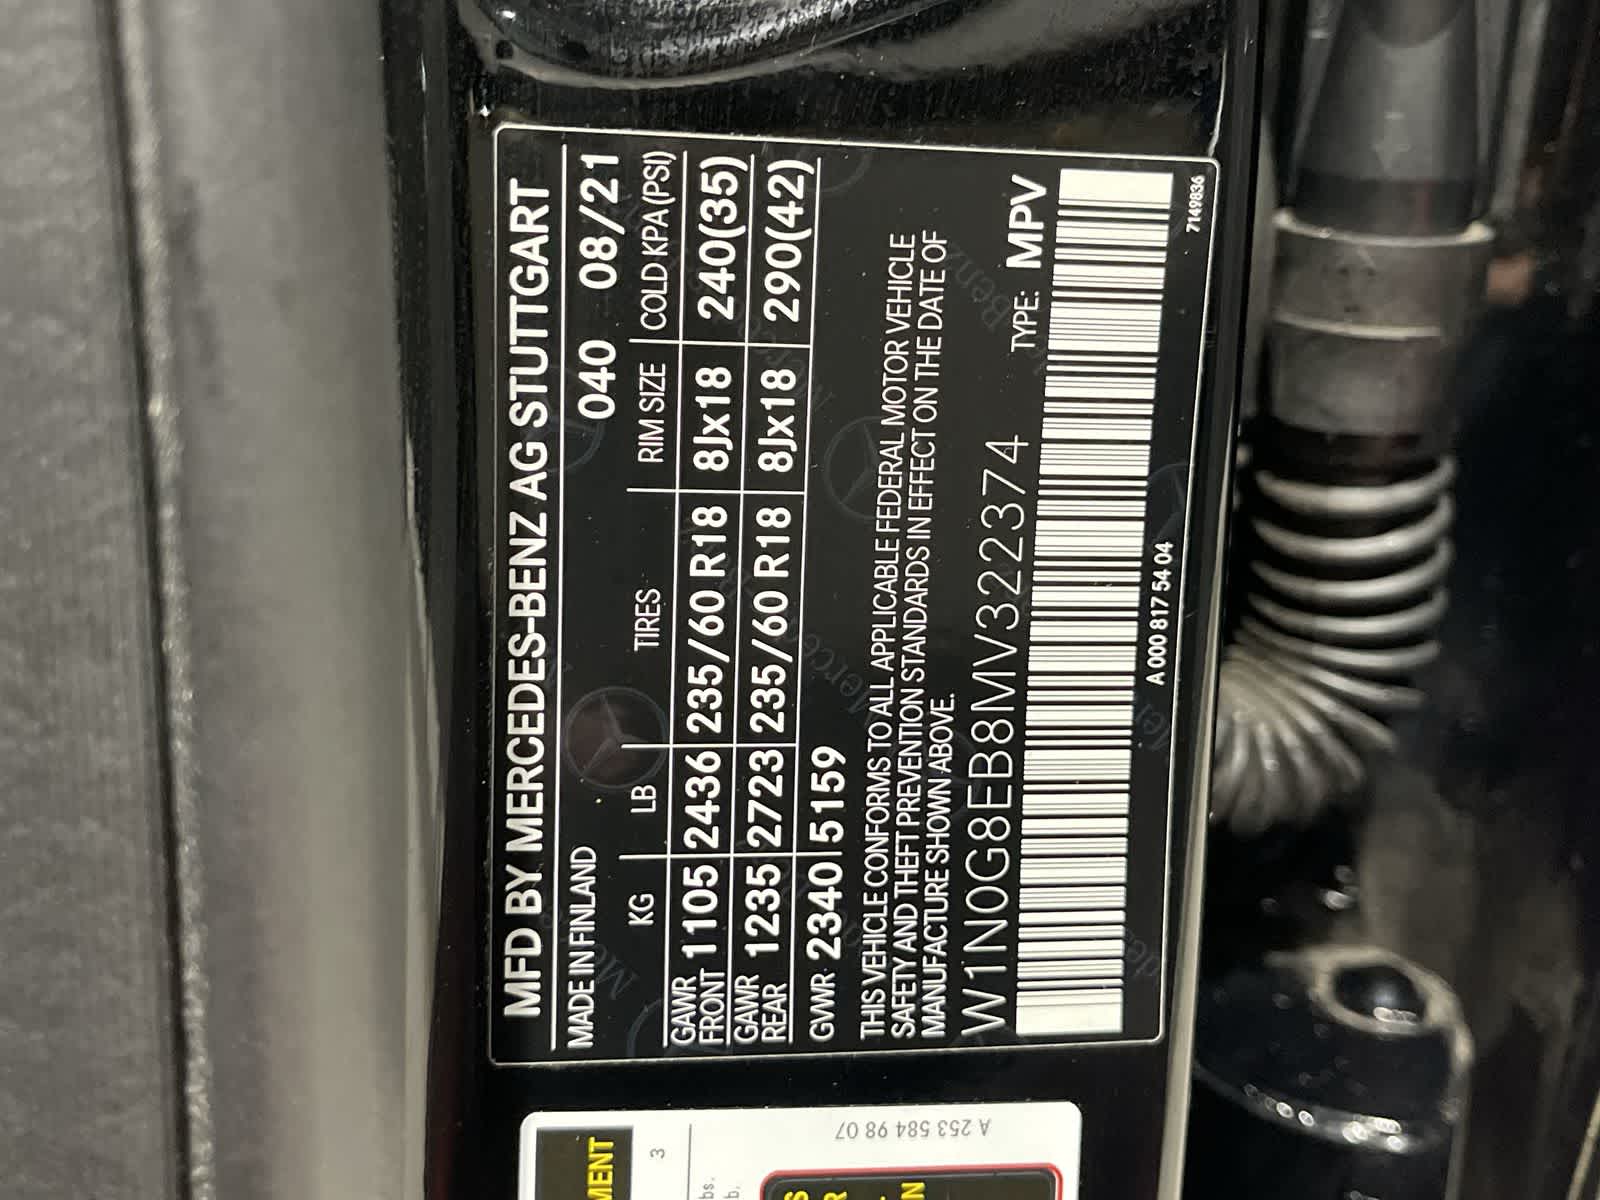 MFD BY MERCEDES-BENZ AG STUTTGART
MADE IN FINLAND 040 08/21
KG LB TIRES RIM SIZE COLD KPA (PSI)
GAWR FRONT 1105 2436 235/60 R18 8Jx18 240(35)
GAWR REAR 1235 2723 235/60 R18 8Jx18 290(42)
GVWR 2340 5159
THIS VEHICLE CONFORMS TO ALL APPLICABLE FEDERAL MOTOR VEHICLE
SAFETY AND THEFT PREVENTION STANDARDS IN EFFECT ON THE DATE OF
MANUFACTURE SHOWN ABOVE.
W1N0G8EB8MV322374 TYPE: MPV
A 000 817 54 04
7149836
A 253 584 98 07
3